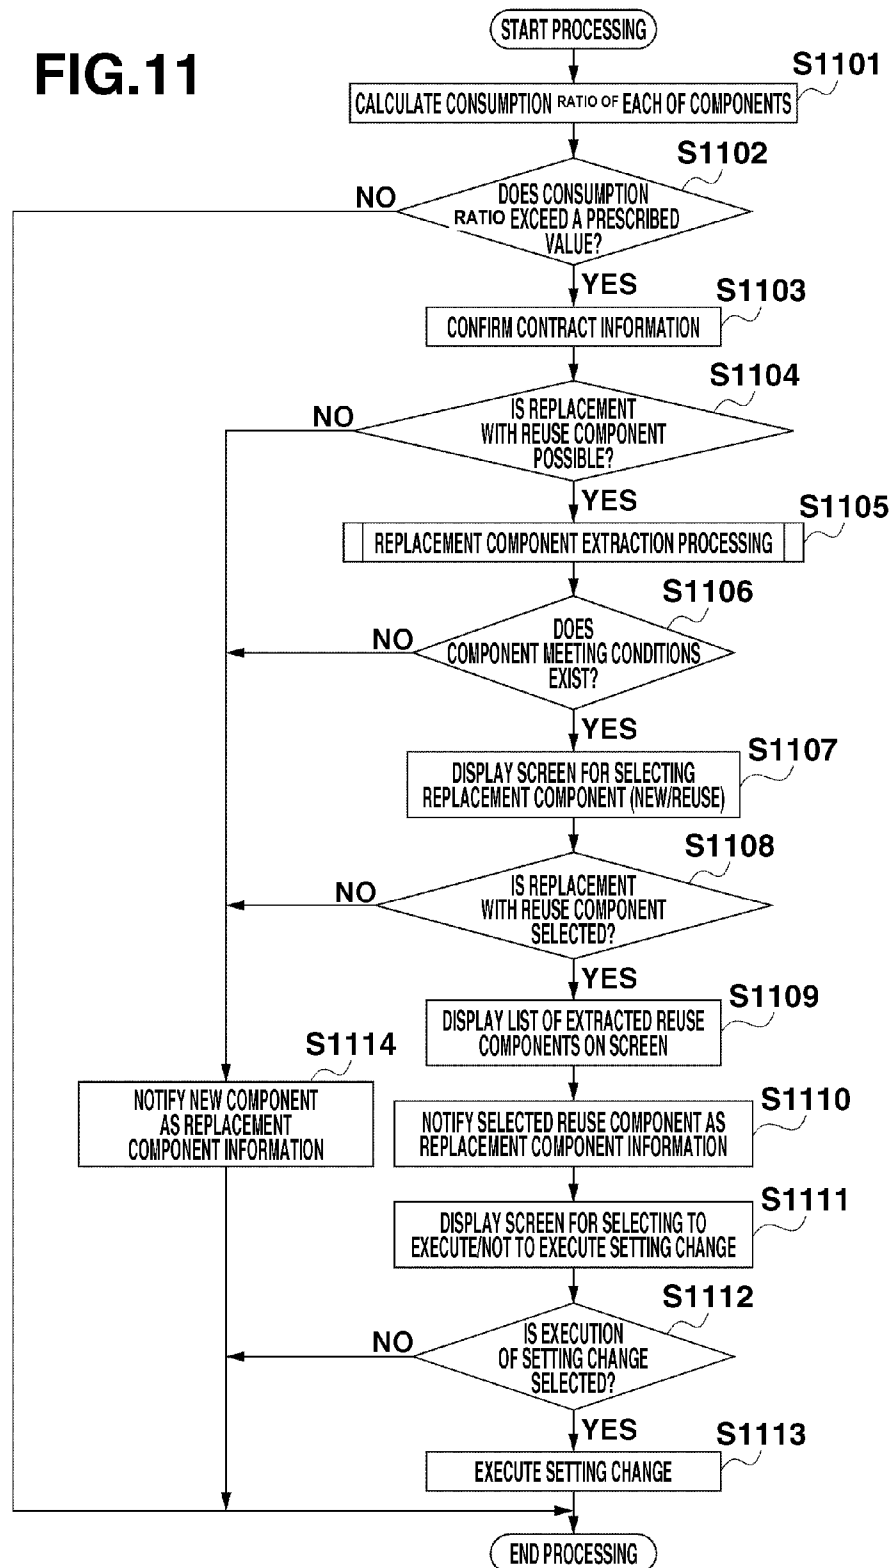 START PROCESSING
FIG.11
S1101
CALCULATE CONSUMPTION RATIO OF EACH OF COMPONENTS
S1102
NO
DOES CONSUMPTION
RATIO EXCEED A PRESCRIBED
VALUE?
YES
S1103
CONFIRM CONTRACT INFORMATION
S1104
NO
IS REPLACEMENT
WITH REUSE COMPONENT
POSSIBLE?
YES
S1105
REPLACEMENT COMPONENT EXTRACTION PROCESSING
S1106
NO
DOES
COMPONENT MEETING CONDITIONS
EXIST?
YES
S1107
DISPLAY SCREEN FOR SELECTING
REPLACEMENT COMPONENT (NEW/REUSE)
S1108
NO
IS REPLACEMENT
WITH REUSE COMPONENT
SELECTED?
YES
S1109
DISPLAY LIST OF EXTRACTED REUSE
COMPONENTS ON SCREEN
S1114
NOTIFY NEW COMPONENT
AS REPLACEMENT
COMPONENT INFORMATION
S1110
NOTIFY SELECTED REUSE COMPONENT AS
REPLACEMENT COMPONENT INFORMATION
S1111
DISPLAY SCREEN FOR SELECTING TO
EXECUTE/NOT TO EXECUTE SETTING CHANGE
S1112
NO
IS EXECUTION
OF SETTING CHANGE
SELECTED?
YES
S1113
EXECUTE SETTING CHANGE
END PROCESSING